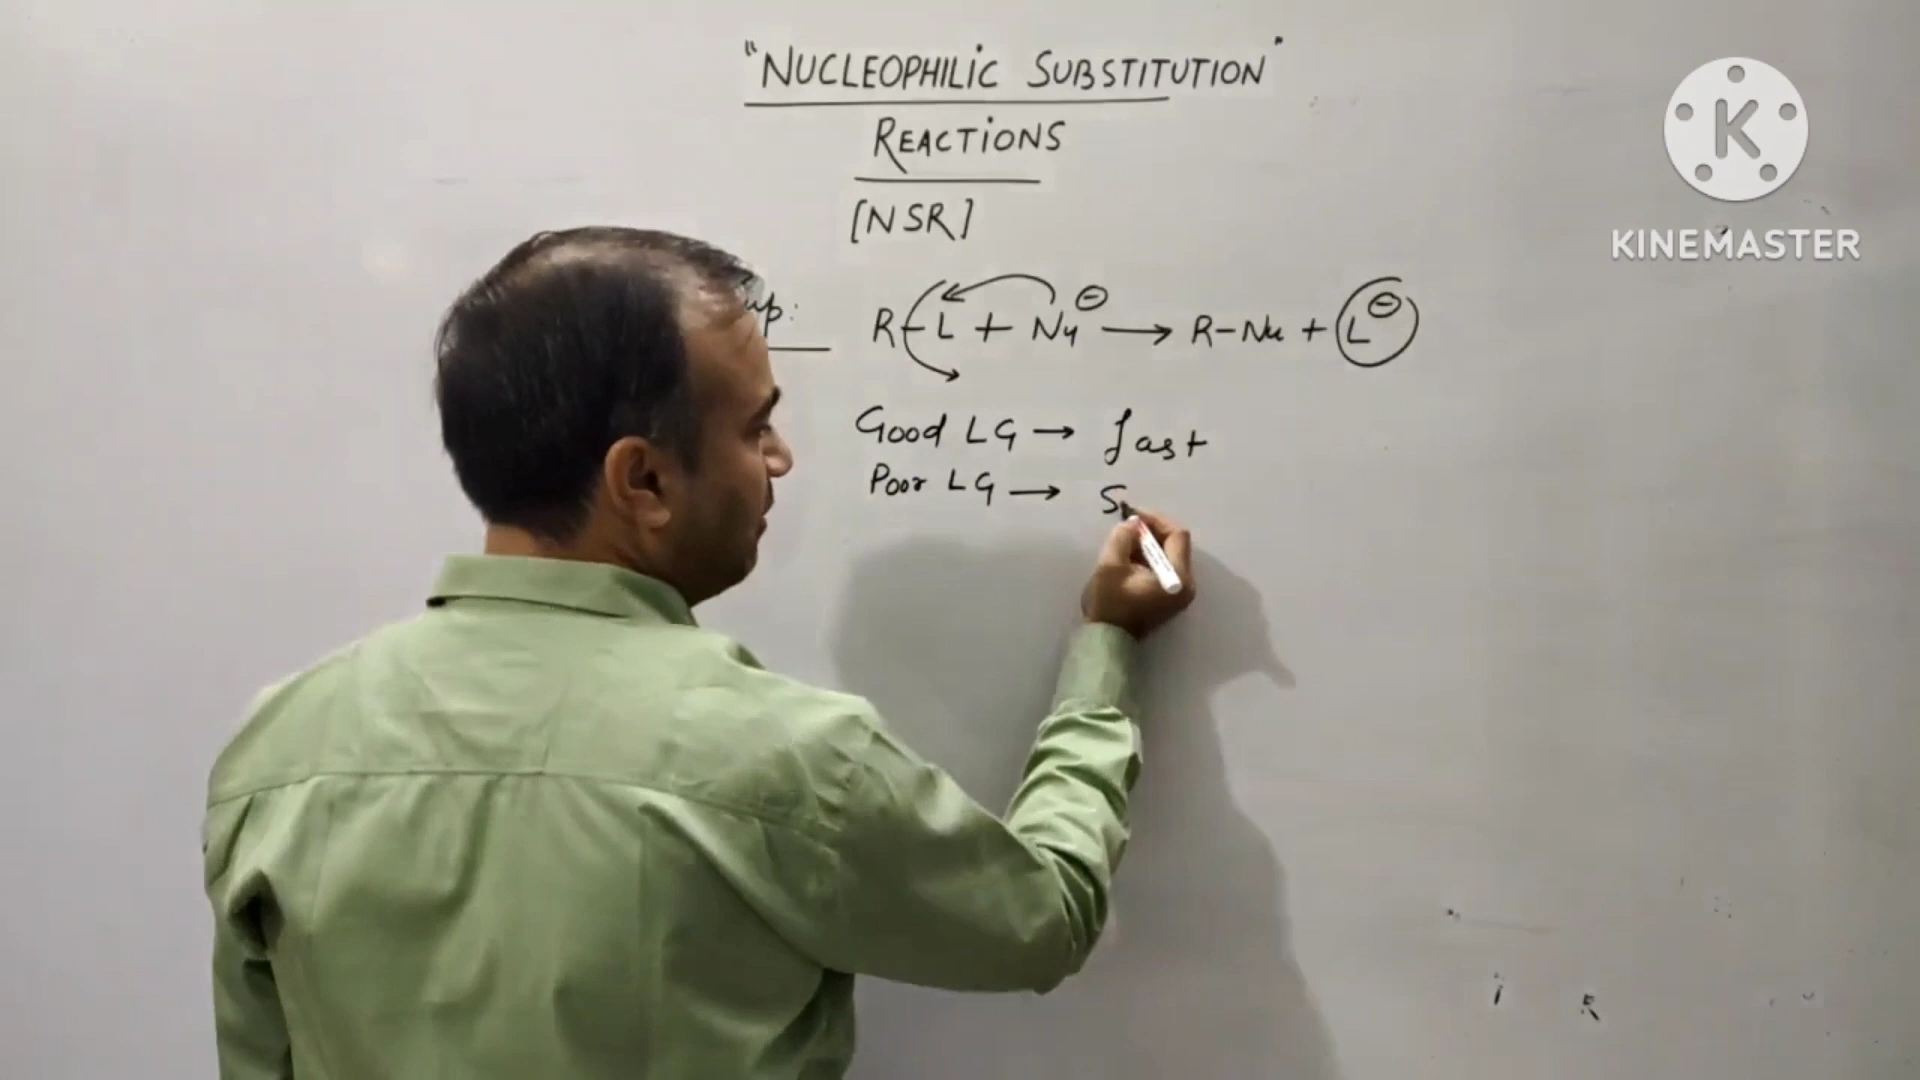 "NUCLEOPHILIC SUBSTITUTION"
REACTIONS
[NSR]
R-L + Nu⊖ → R-Nu + L⊖
Good LG → fast
Poor LG → S
K
KINEMASTER